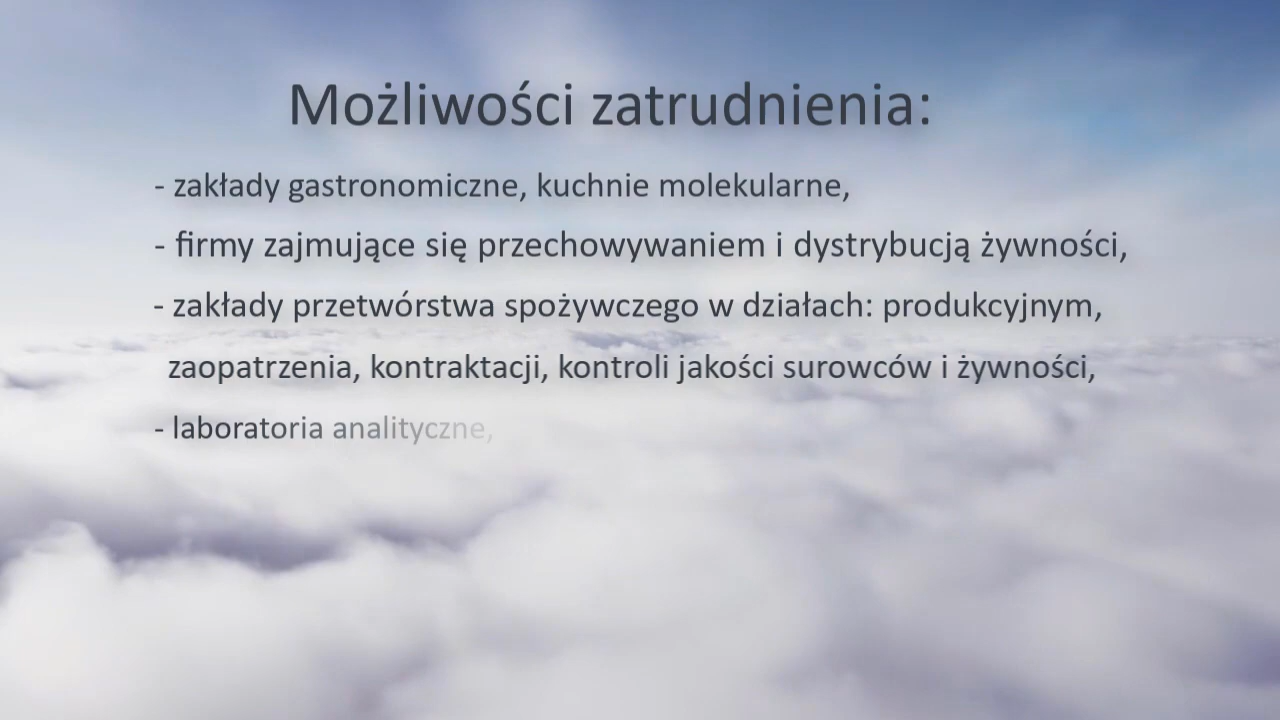 Możliwości zatrudnienia:
- zakłady gastronomiczne, kuchnie molekularne,
- firmy zajmujące się przechowywaniem i dystrybucją żywności,
- zakłady przetwórstwa spożywczego w działach: produkcyjnym,
zaopatrzenia, kontraktacji, kontroli jakości surowców i żywności,
- laboratoria analityczne,